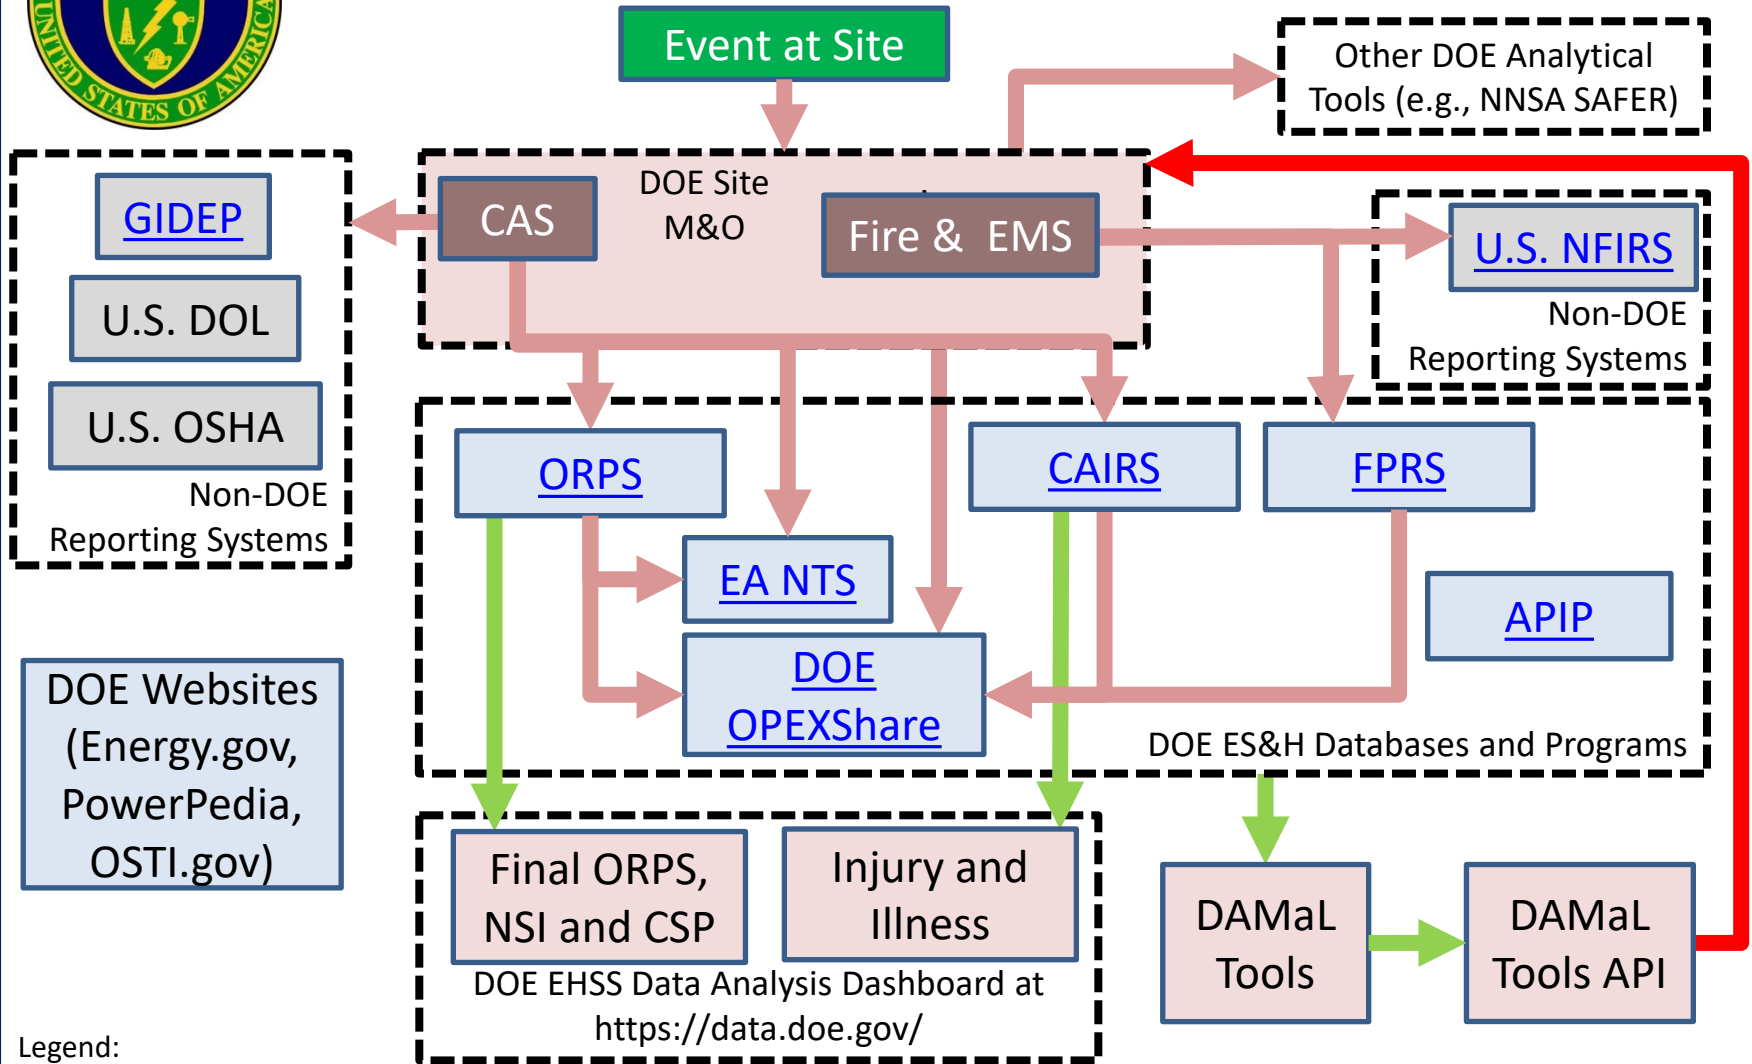 UNITED STATES OF AMERICA
Event at Site
Other DOE Analytical
Tools (e.g., NNSA SAFER)
GIDEP
U.S. DOL
U.S. OSHA
Non-DOE
Reporting Systems
CAS
DOE Site
M&O
Fire & EMS
U.S. NFIRS
Non-DOE
Reporting Systems
ORPS
CAIRS
FPRS
EA NTS
APIP
DOE
OPEXShare
DOE ES&H Databases and Programs
DOE Websites
(Energy.gov,
PowerPedia,
OSTI.gov)
Final ORPS,
NSI and CSP
Injury and
Illness
DOE EHSS Data Analysis Dashboard at
https://data.doe.gov/
DAMaL
Tools
DAMaL
Tools API
Legend: